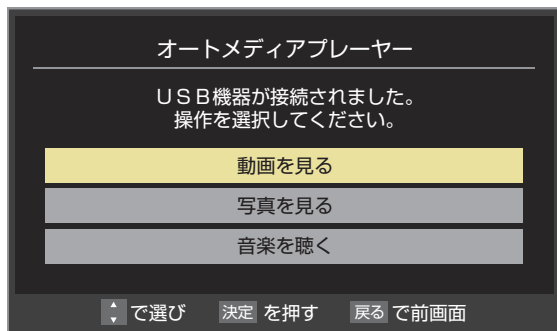 オートメディアプレーヤー
ＵＳＢ機器が接続されました。
操作を選択してください。
動画を見る
写真を見る
音楽を聴く
で選び 決定 を押す 戻る で前画面